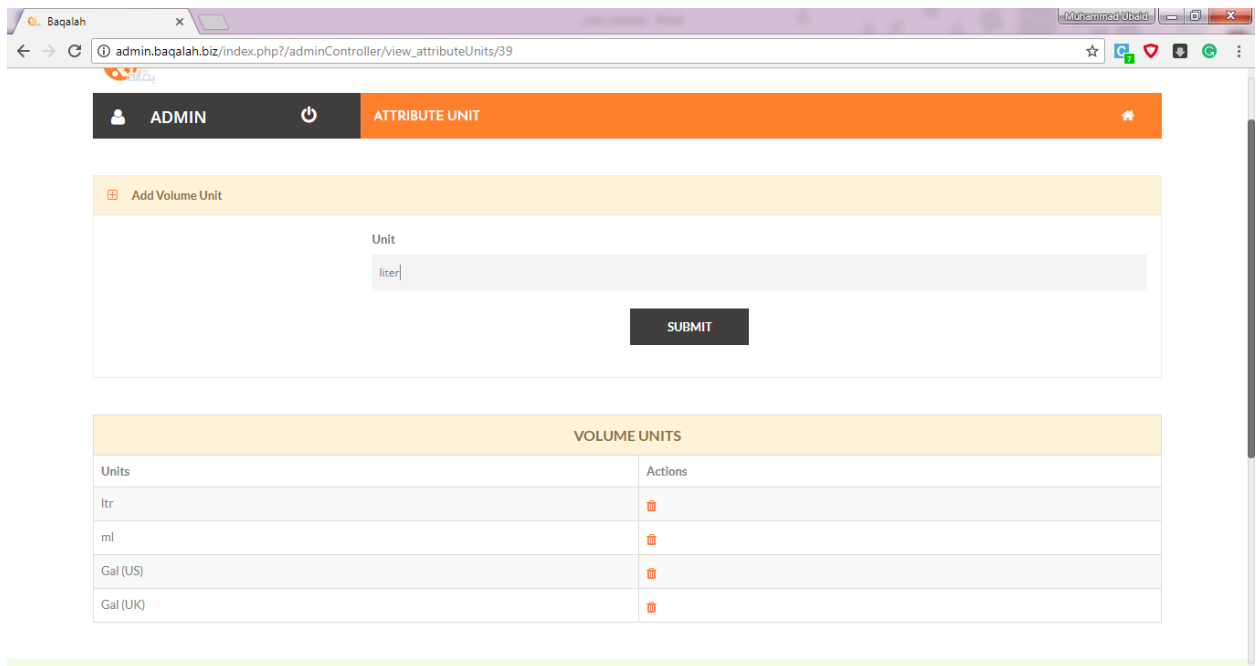 Baqalah
Muhammad Ubaid
admin.baqalah.biz/index.php?/adminController/view_attributeUnits/39
7
ADMIN
ATTRIBUTE UNIT
Add Volume Unit
Unit
liter
SUBMIT
VOLUME UNITS
Units Actions
ltr
ml
Gal (US)
Gal (UK)